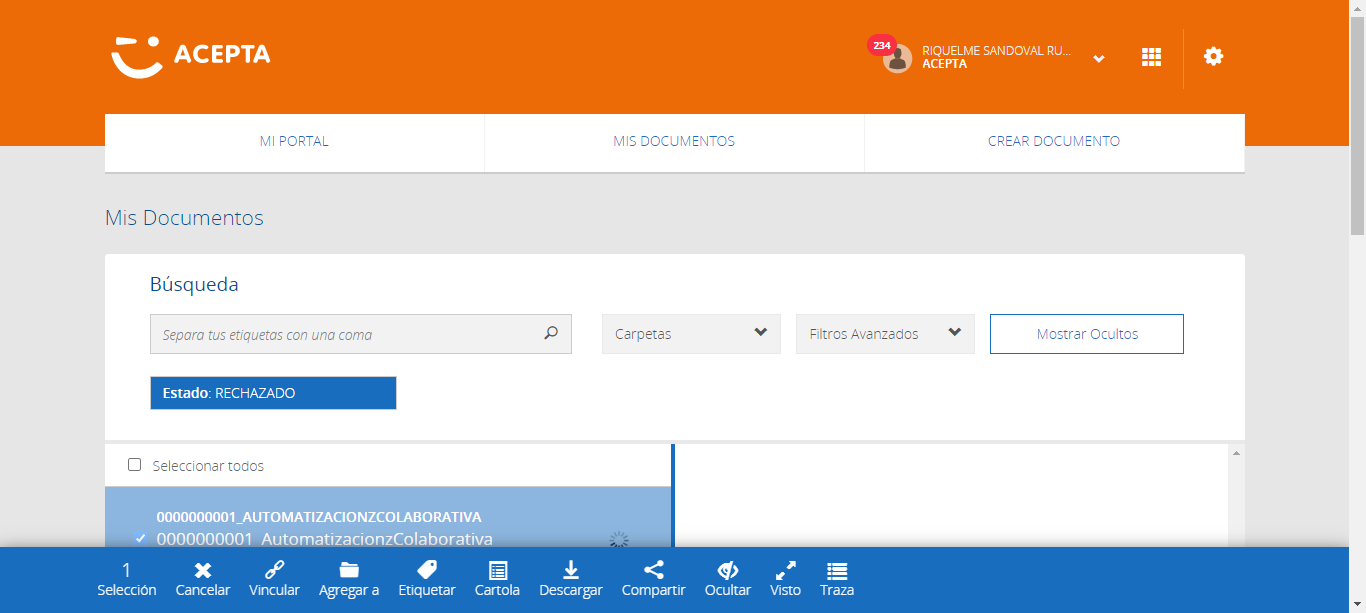 ACEPTA
234
RIQUELME SANDOVAL RU...
ACEPTA
MI PORTAL
MIS DOCUMENTOS
CREAR DOCUMENTO
Mis Documentos
Búsqueda
Separa tus etiquetas con una coma
Carpetas
Filtros Avanzados
Mostrar Ocultos
Estado: RECHAZADO
Seleccionar todos
0000000001_AUTOMATIZACIONZCOLABORATIVA
0000000001_AutomatizacionzColaborativa
1
Selección
Cancelar
Vincular
Agregar a
Etiquetar
Cartola
Descargar
Compartir
Ocultar
Visto
Traza